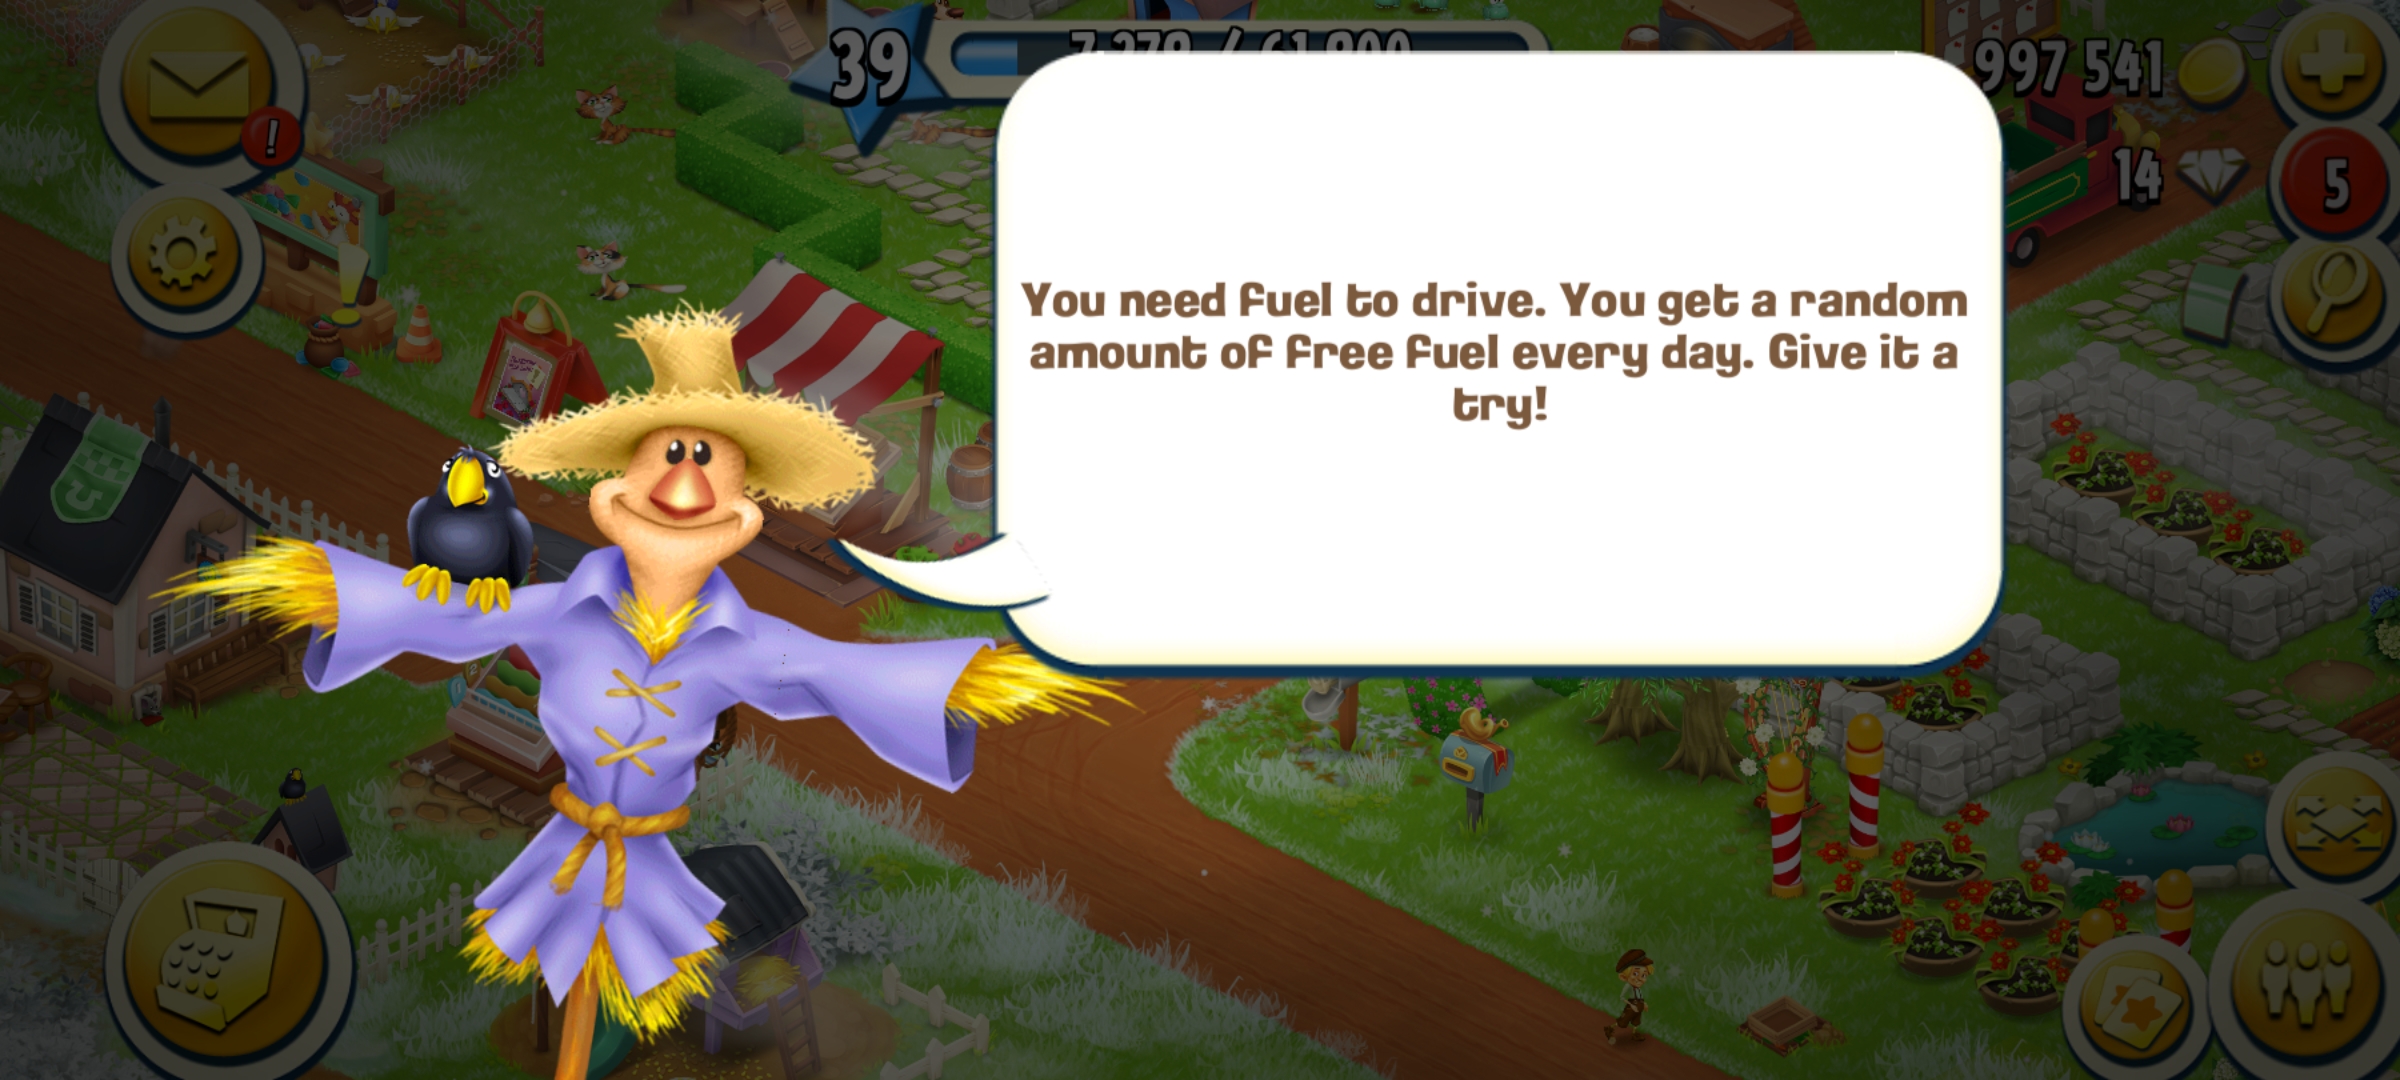 39
997 541
14
5
!
You need fuel to drive. You get a random
amount of free fuel every day. Give it a
try!